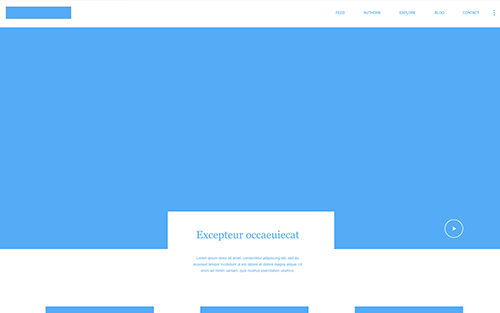 FEED AUTHORS EXPLORE BLOG CONTACT
Excepteur occaeuiecat
Lorem ipsum dolor sit amet, consectetur adipisicing elit, sed do
eiusmod tempor incididunt ut est labore et dolore magna aliqua. Ut
enim ad minim veniam, quis nostrud exercitation ullamco.